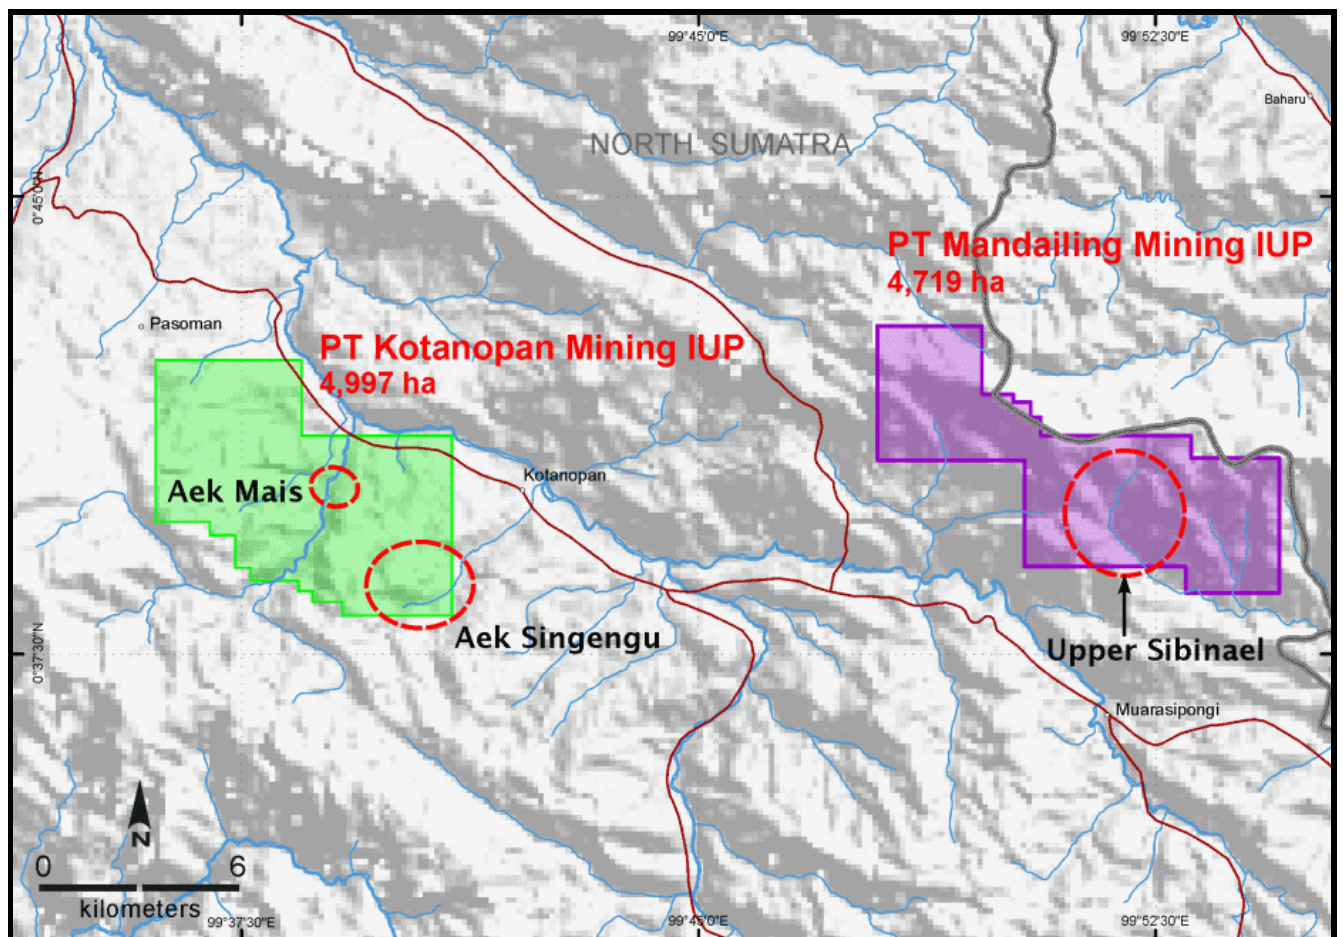 99°45'0"E
99°52'30"E
Baharu
NORTH SUMATRA
0°45'0"N
PT Mandailing Mining IUP
4,719 ha
Pasoman
PT Kotanopan Mining IUP
4,997 ha
Kotanopan
Aek Mais
Aek Singengu
0°37'30"N
Upper Sibinael
Muarasipongi
N
0 6
kilometers
99°37'30"E
99°45'0"E
99°52'30"E